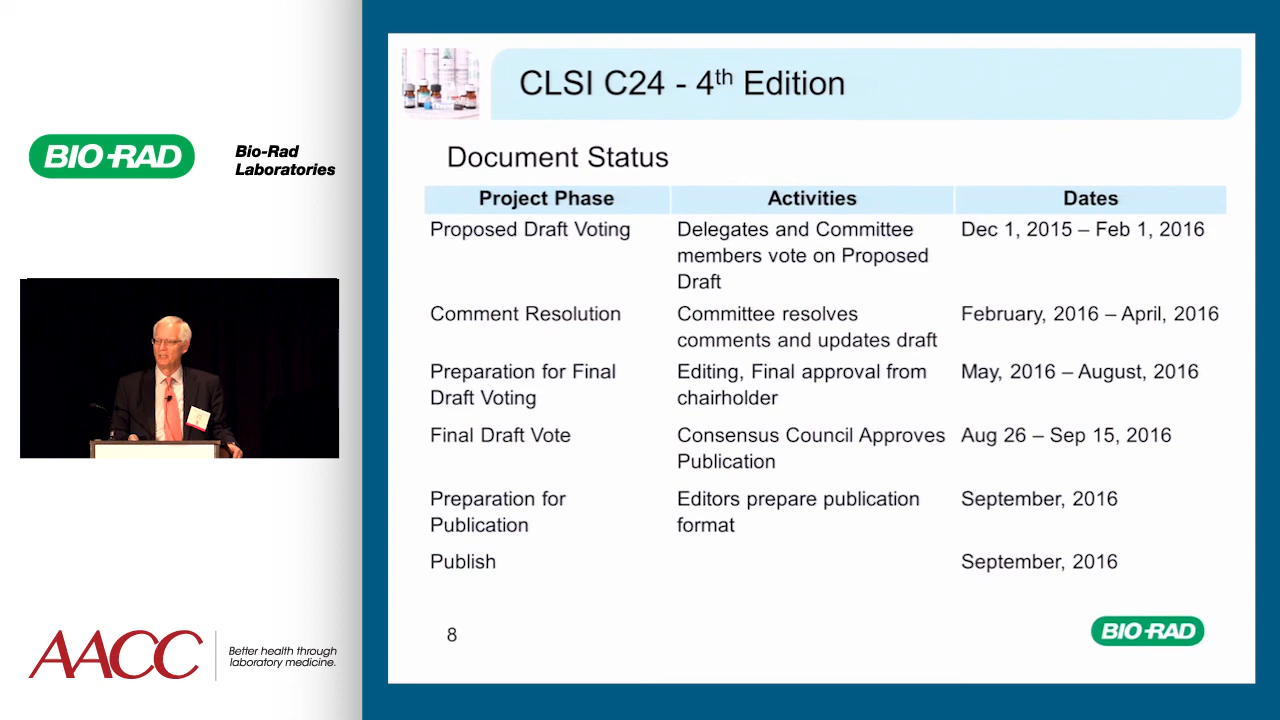 BIO-RAD
Bio-Rad
Laboratories
AACC
Better health through
laboratory medicine.
CLSI C24 - 4th Edition
Document Status
Project Phase Activities Dates
Proposed Draft Voting Delegates and Committee Dec 1, 2015 – Feb 1, 2016
members vote on Proposed
Draft
Comment Resolution Committee resolves February, 2016 – April, 2016
comments and updates draft
Preparation for Final Editing, Final approval from May, 2016 – August, 2016
Draft Voting chairholder
Final Draft Vote Consensus Council Approves Aug 26 – Sep 15, 2016
Publication
Preparation for Editors prepare publication September, 2016
Publication format
Publish September, 2016
8
BIO-RAD